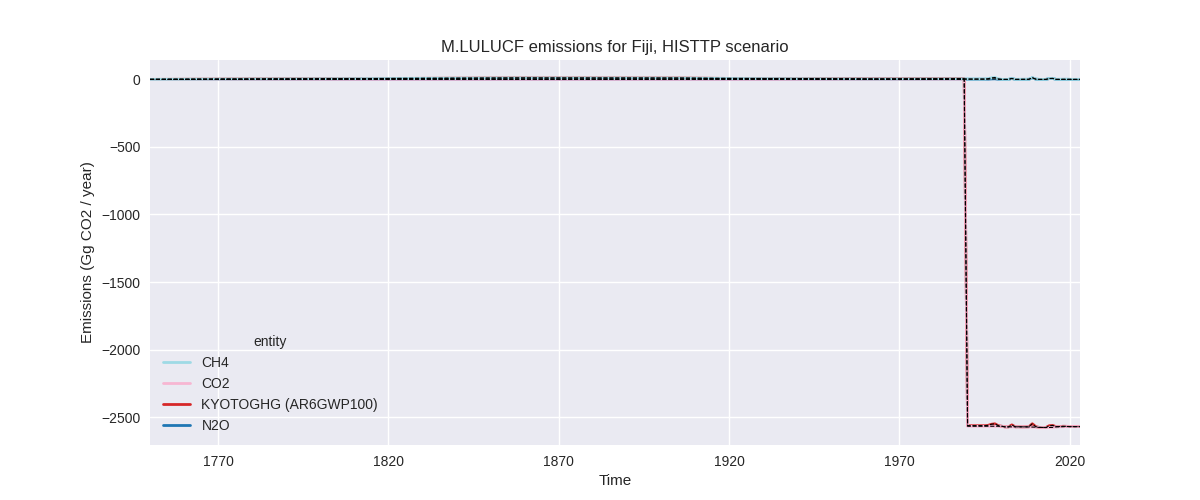 M.LULUCF emissions for Fiji, HISTTP scenario
Emissions (Gg CO2 / year)
0
−500
−1000
−1500
−2000
−2500
entity
CH4
CO2
KYOTOGHG (AR6GWP100)
N2O
1770 1820 1870 1920 1970 2020
Time